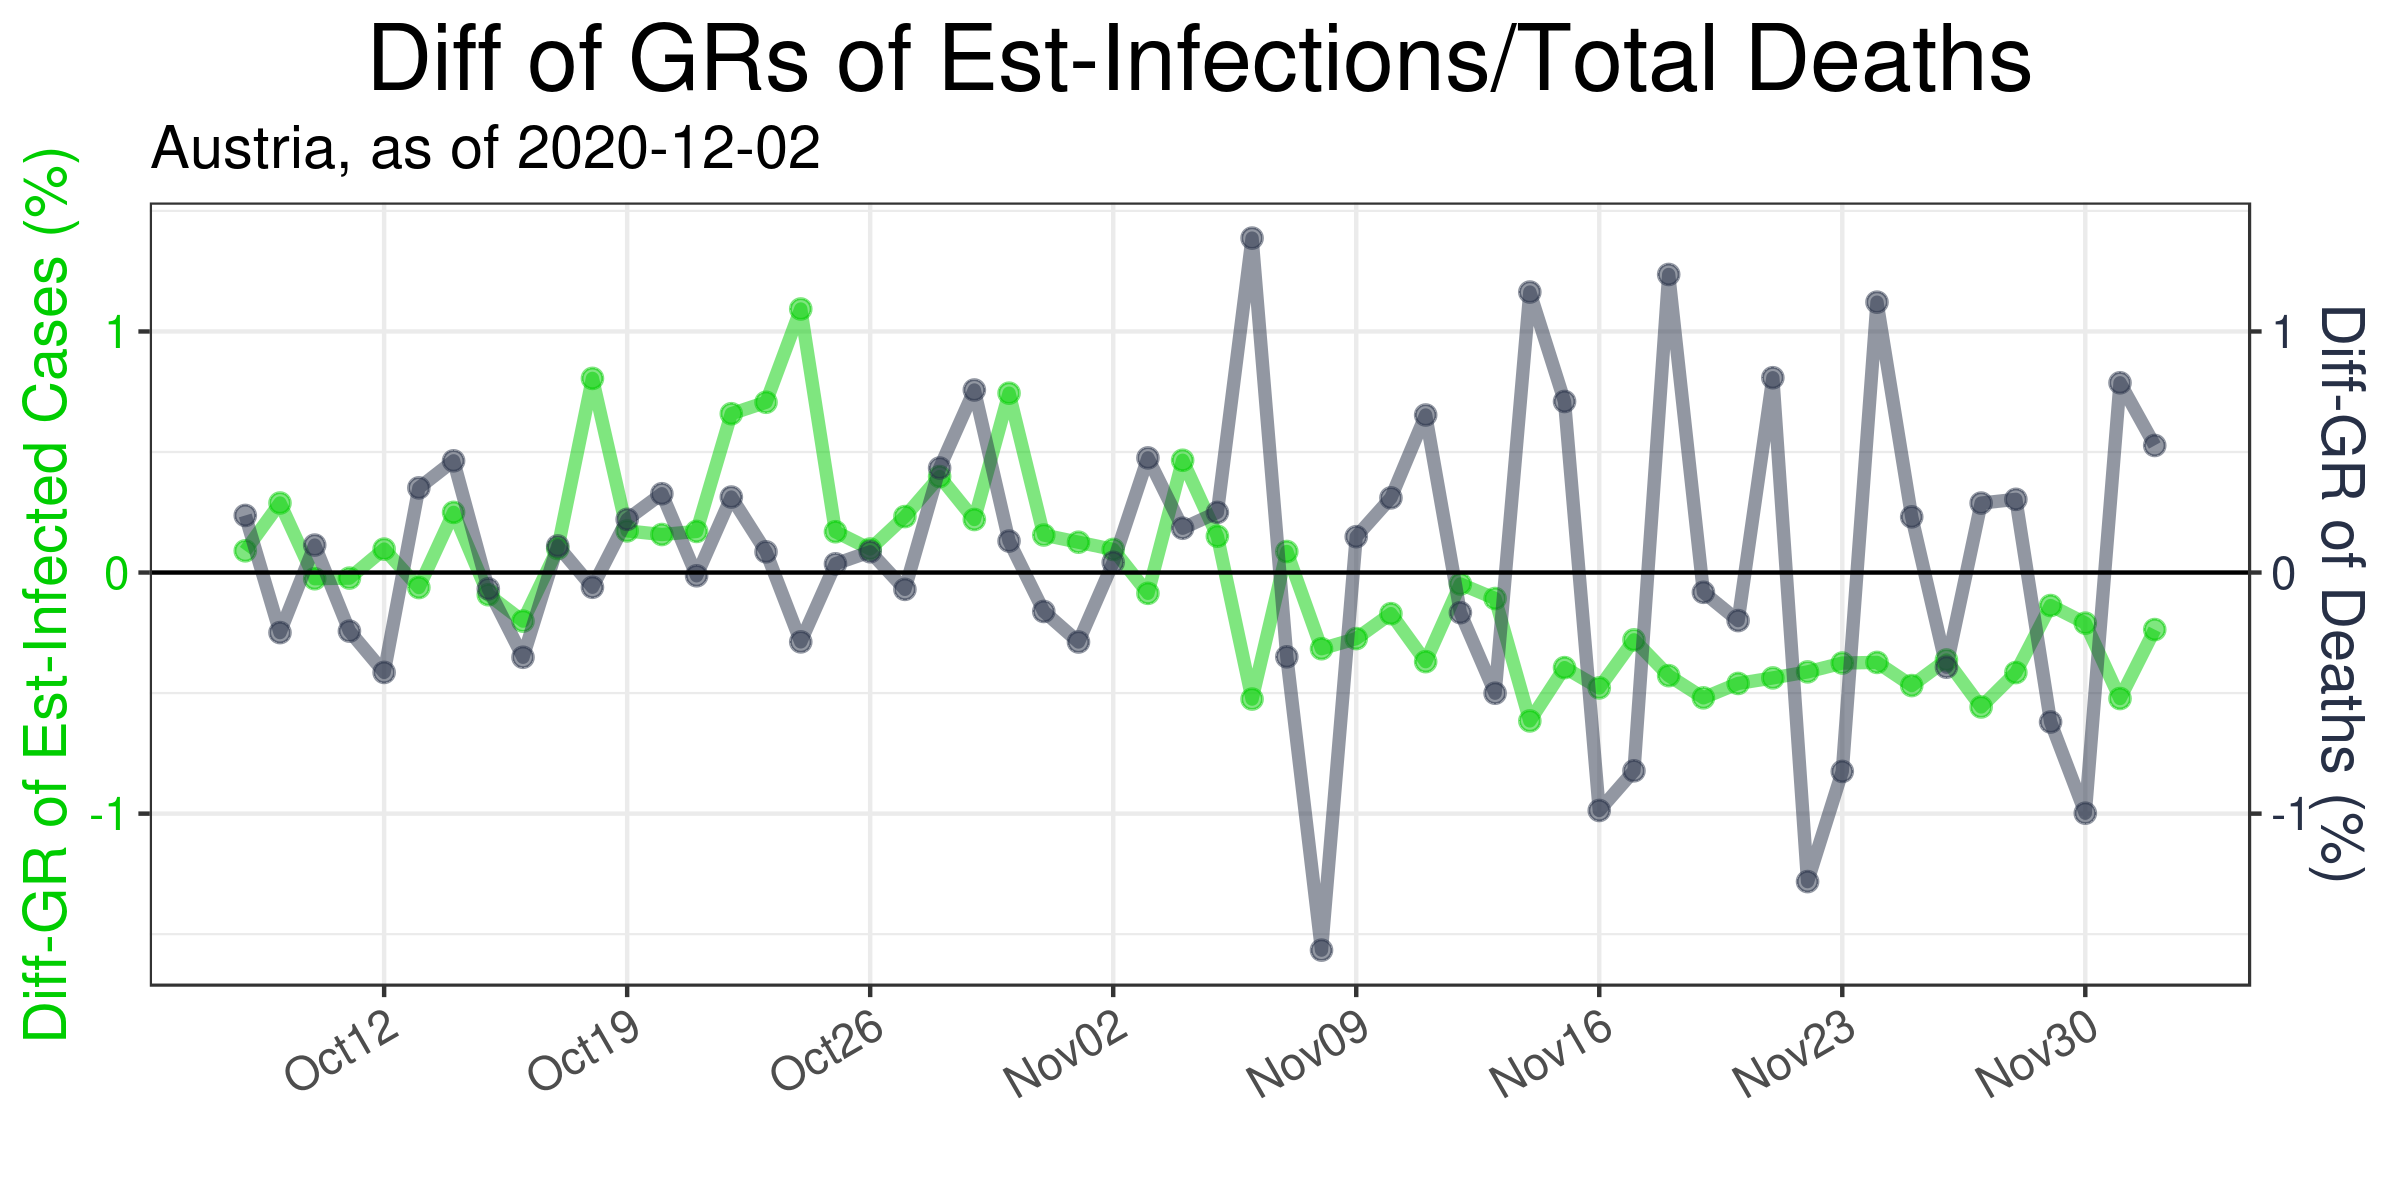 Diff of GRs of Est-Infections/Total Deaths
Austria, as of 2020-12-02
Diff-GR of Est-Infected Cases (%)
1
0
-1
1
0
-1
Diff-GR of Deaths (%)
Oct12
Oct19
Oct26
Nov02
Nov09
Nov16
Nov23
Nov30